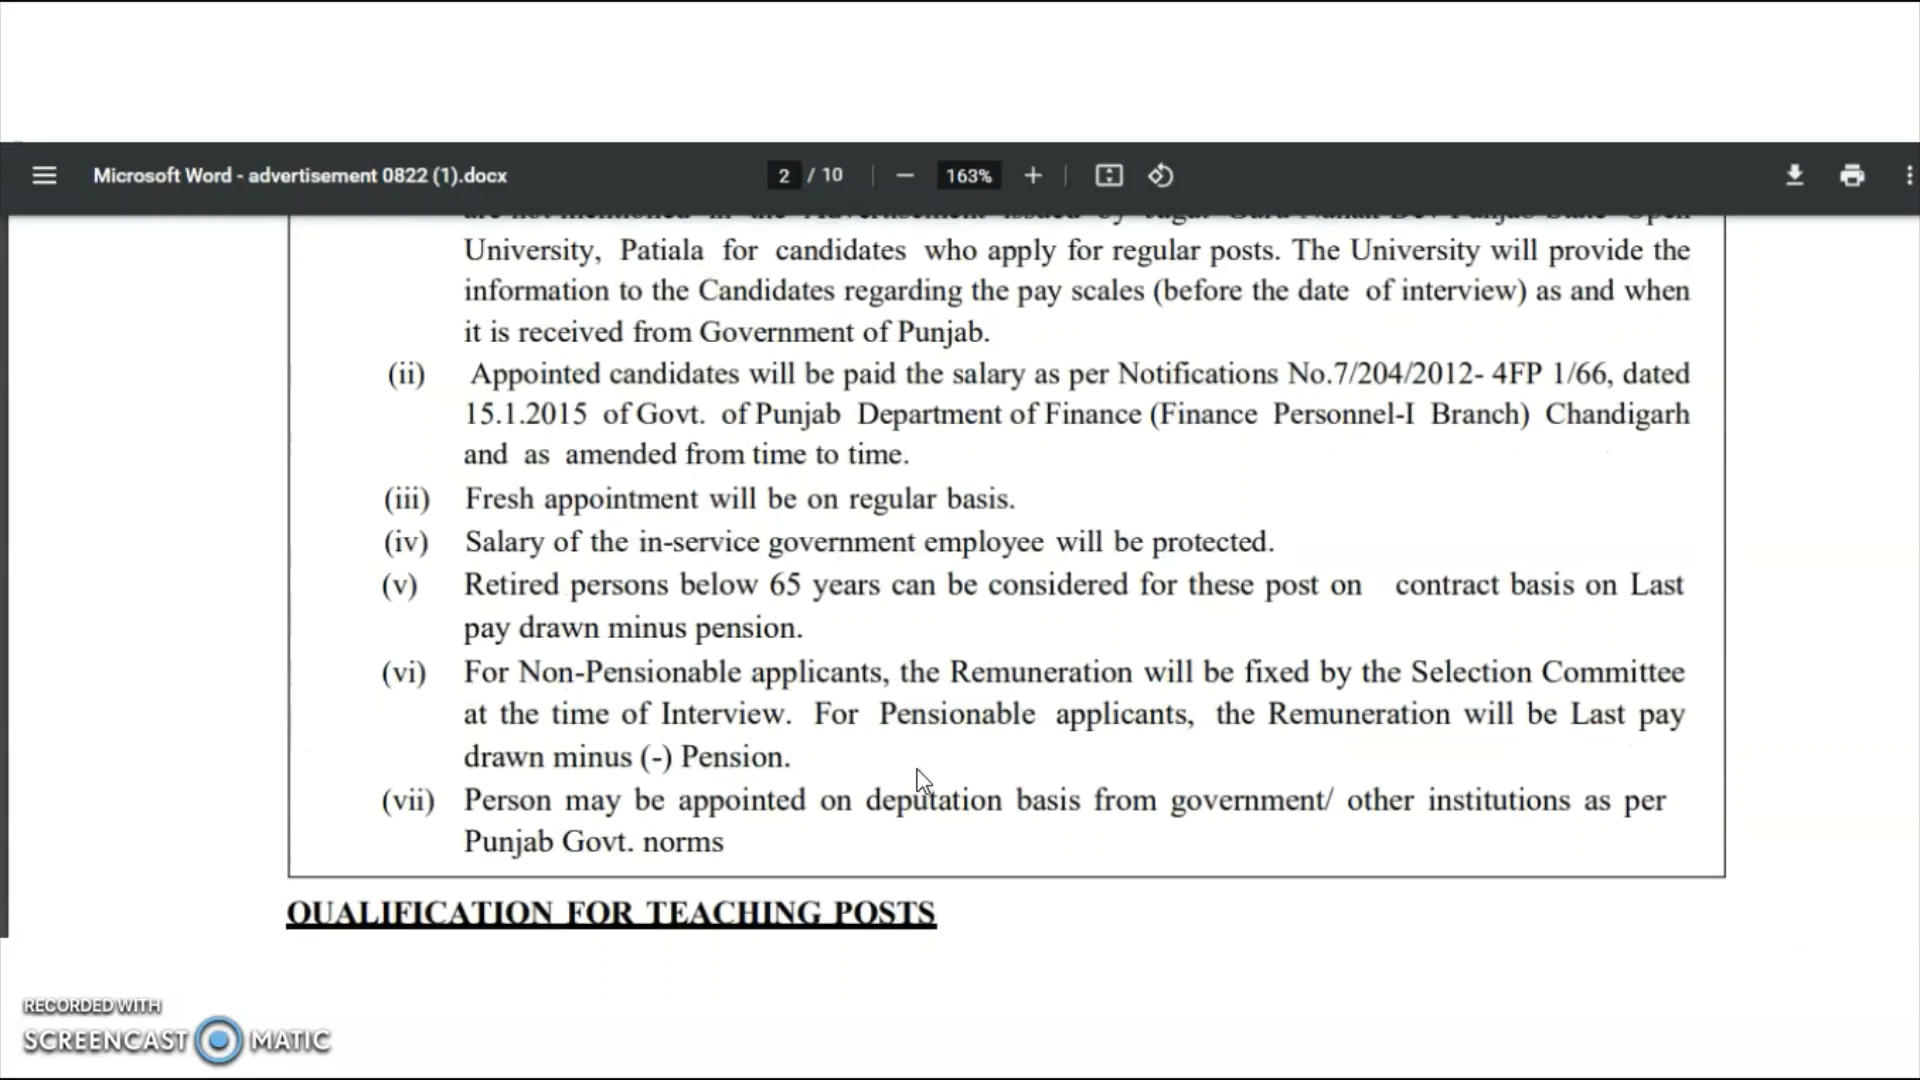 Microsoft Word - advertisement 0822 (1).docx
2 / 10
163%
University, Patiala for candidates who apply for regular posts. The University will provide the
information to the Candidates regarding the pay scales (before the date of interview) as and when
it is received from Government of Punjab.
(ii) Appointed candidates will be paid the salary as per Notifications No.7/204/2012- 4FP 1/66, dated
15.1.2015 of Govt. of Punjab Department of Finance (Finance Personnel-I Branch) Chandigarh
and as amended from time to time.
(iii) Fresh appointment will be on regular basis.
(iv) Salary of the in-service government employee will be protected.
(v) Retired persons below 65 years can be considered for these post on contract basis on Last
pay drawn minus pension.
(vi) For Non-Pensionable applicants, the Remuneration will be fixed by the Selection Committee
at the time of Interview. For Pensionable applicants, the Remuneration will be Last pay
drawn minus (-) Pension.
(vii) Person may be appointed on deputation basis from government/ other institutions as per
Punjab Govt. norms
QUALIFICATION FOR TEACHING POSTS
RECORDED WITH
SCREENCAST MATIC